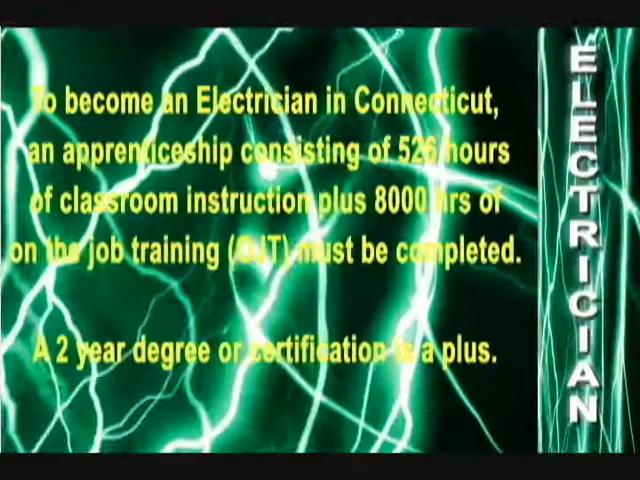 To become an Electrician in Connecticut,
an apprenticeship consisting of 526 hours
of classroom instruction plus 8000 hrs of
on the job training (OJT) must be completed.
A 2 year degree or certification is a plus.
ELECTRICIAN